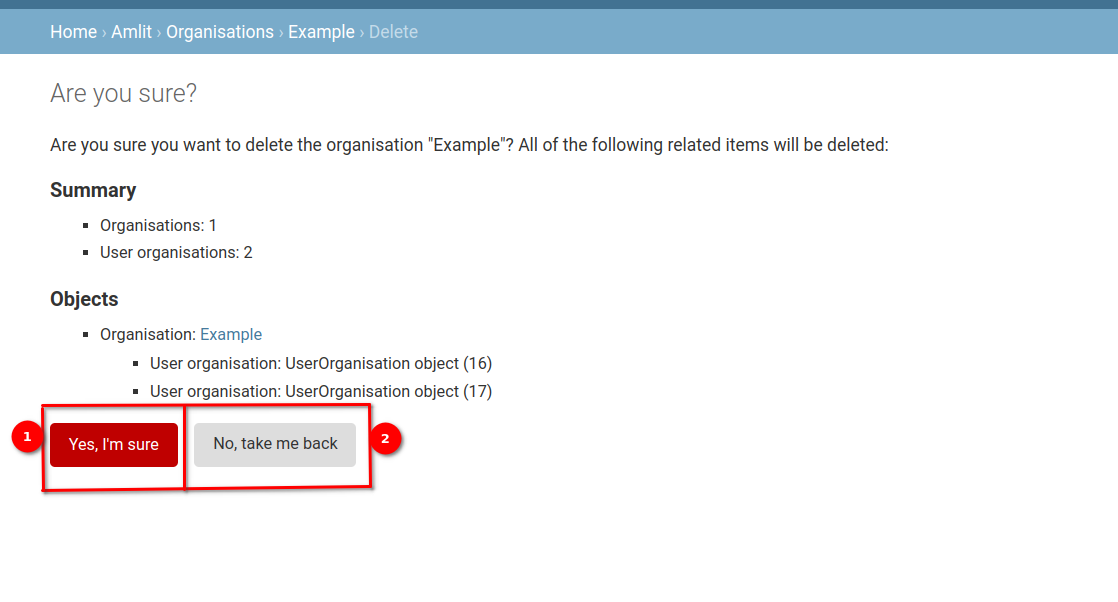 Home › Amlit › Organisations › Example › Delete
Are you sure?
Are you sure you want to delete the organisation "Example"? All of the following related items will be deleted:
Summary
Organisations: 1
User organisations: 2
Objects
Organisation: Example
User organisation: UserOrganisation object (16)
User organisation: UserOrganisation object (17)
1 Yes, I'm sure No, take me back 2